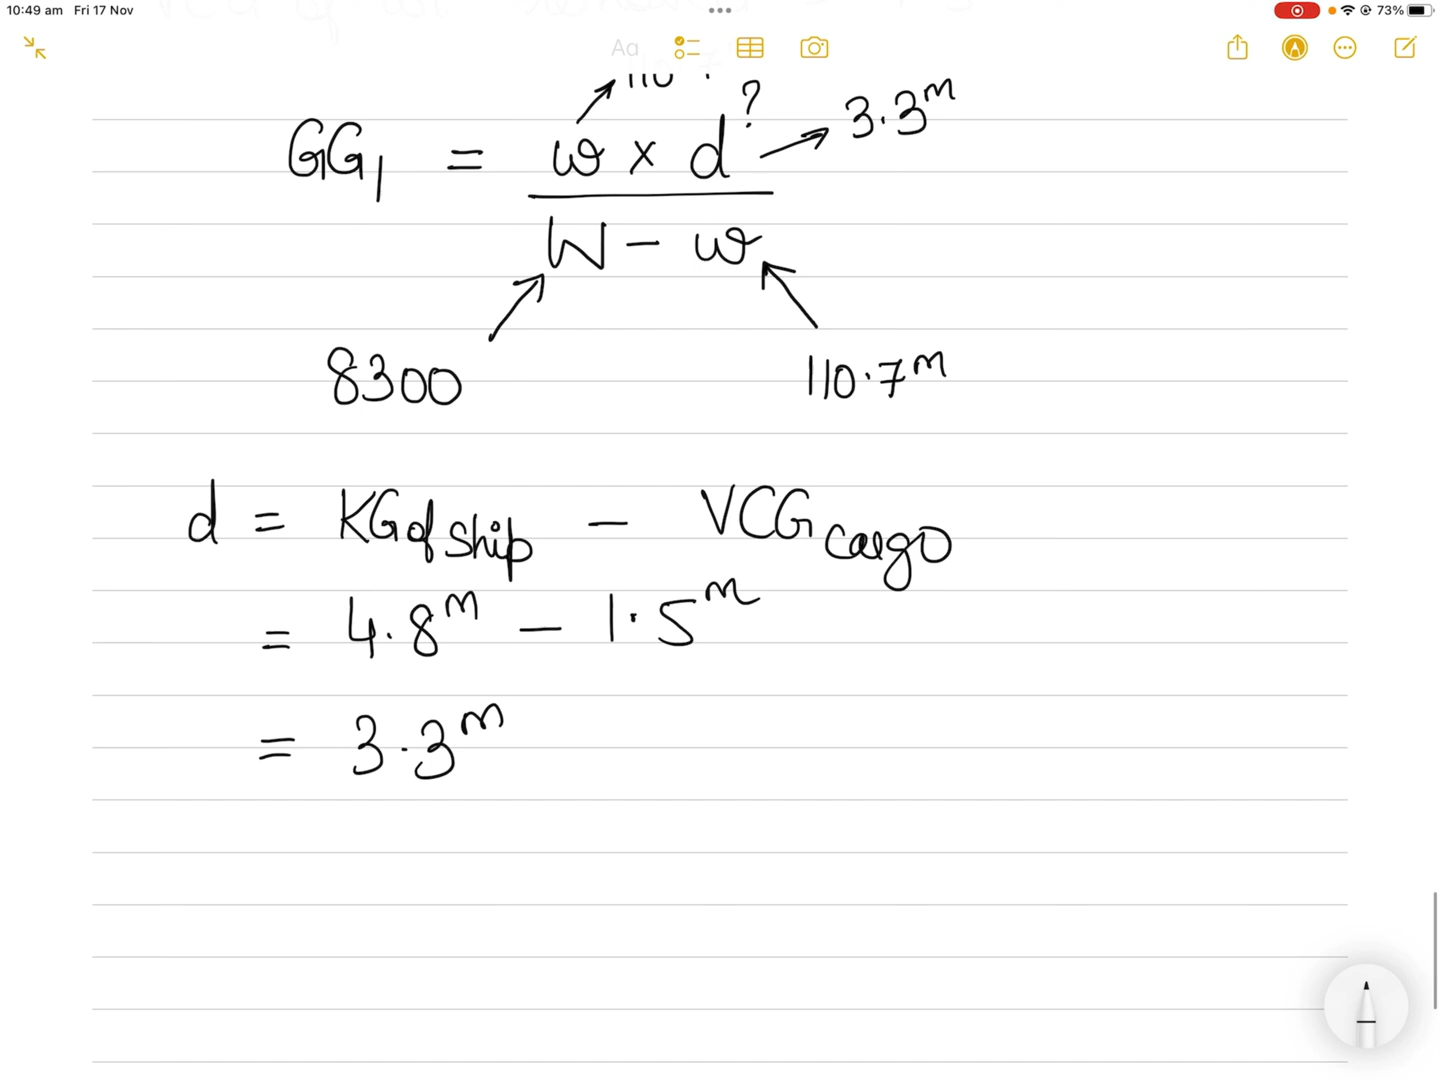 10:49 am Fri 17 Nov
73%
Aa
? 3.3m
GG1 = w x d
W - w
8300 110.7m
d = KG of ship - VCG cargo
= 4.8m - 1.5m
= 3.3m